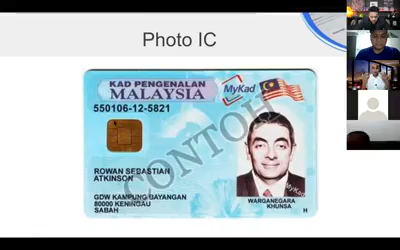 Photo IC
KAD PENGENALAN
MALAYSIA
MyKad
550106-12-5821
CONTOH
ROWAN SEBASTIAN
ATKINSON
GDW KAMPUNG BAYANGAN
80000 KENINGAU
SABAH
MyKad
WARGANEGARA
KHUNSA
H